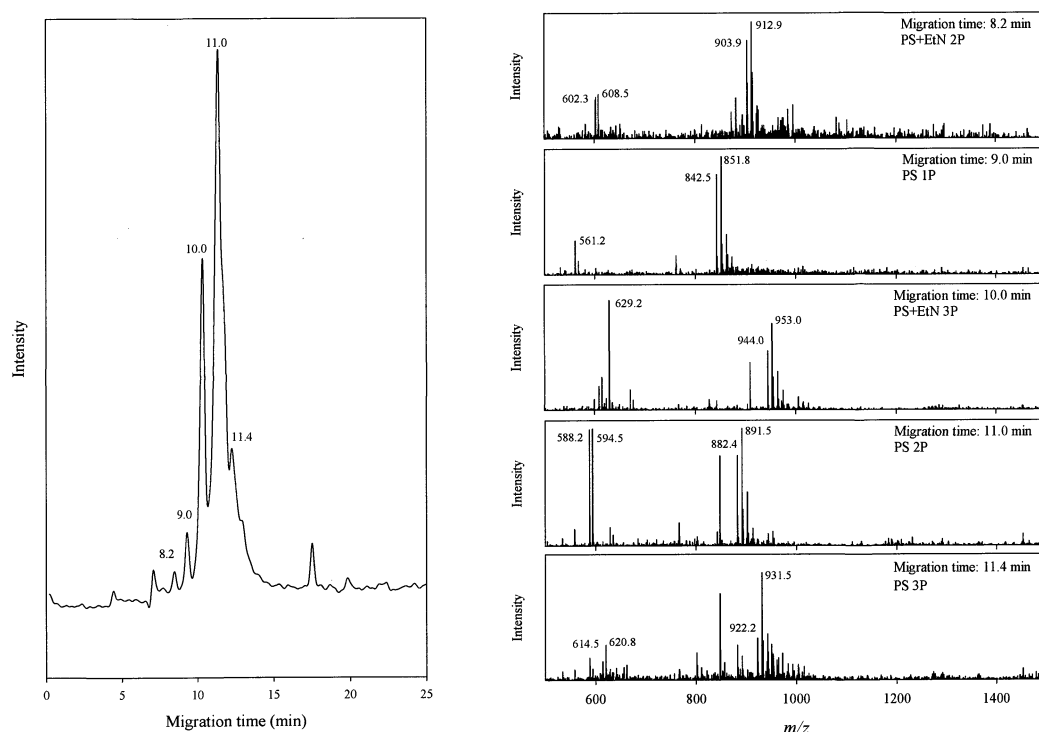 11.0
10.0
11.4
9.0
8.2
Intensity
0
5
10
15
20
25
Migration time (min)
Migration time: 8.2 min
PS+EtN 2P
912.9
903.9
602.3
608.5
Intensity
Migration time: 9.0 min
PS 1P
851.8
842.5
561.2
Intensity
Migration time: 10.0 min
PS+EtN 3P
629.2
953.0
944.0
Intensity
Migration time: 11.0 min
PS 2P
588.2
594.5
891.5
882.4
Intensity
Migration time: 11.4 min
PS 3P
931.5
922.2
614.5
620.8
Intensity
600
800
1000
1200
1400
m/z